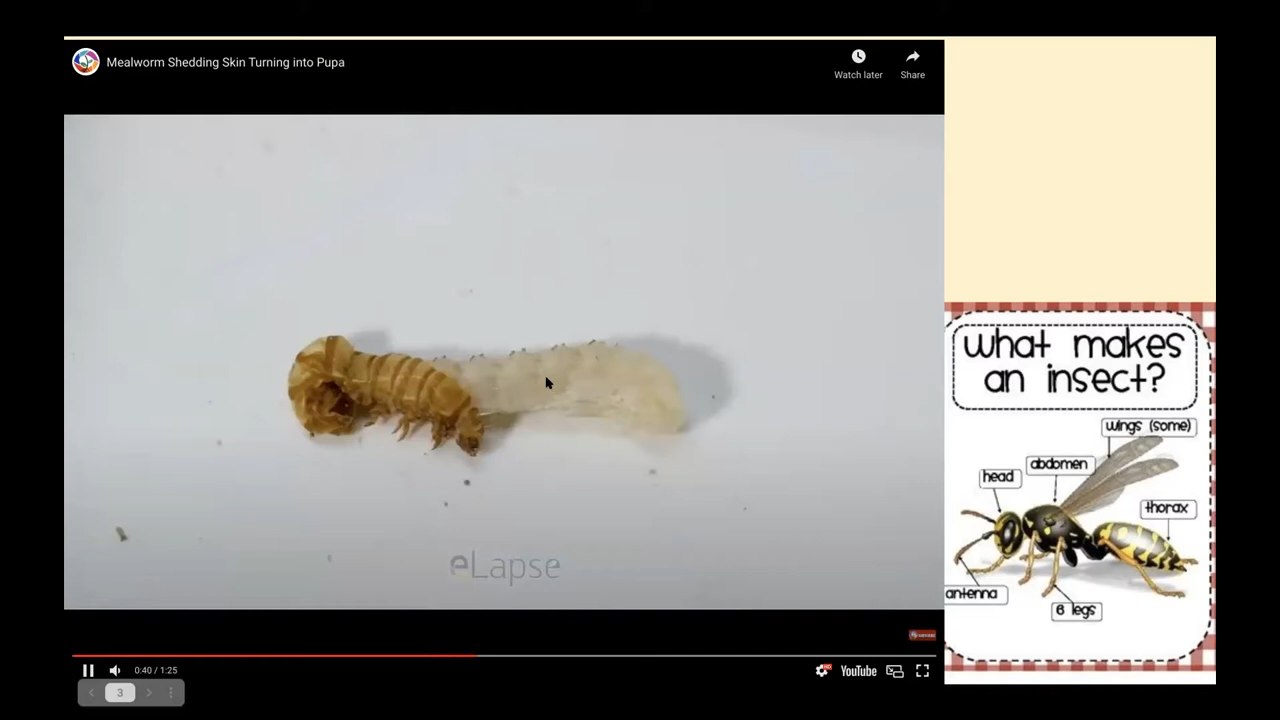 Mealworm Shedding Skin Turning into Pupa
Watch later
Share
eLapse
0:40 / 1:25
YouTube
3
what makes
an insect?
wings (some)
abdomen
head
thorax
antenna
6 legs